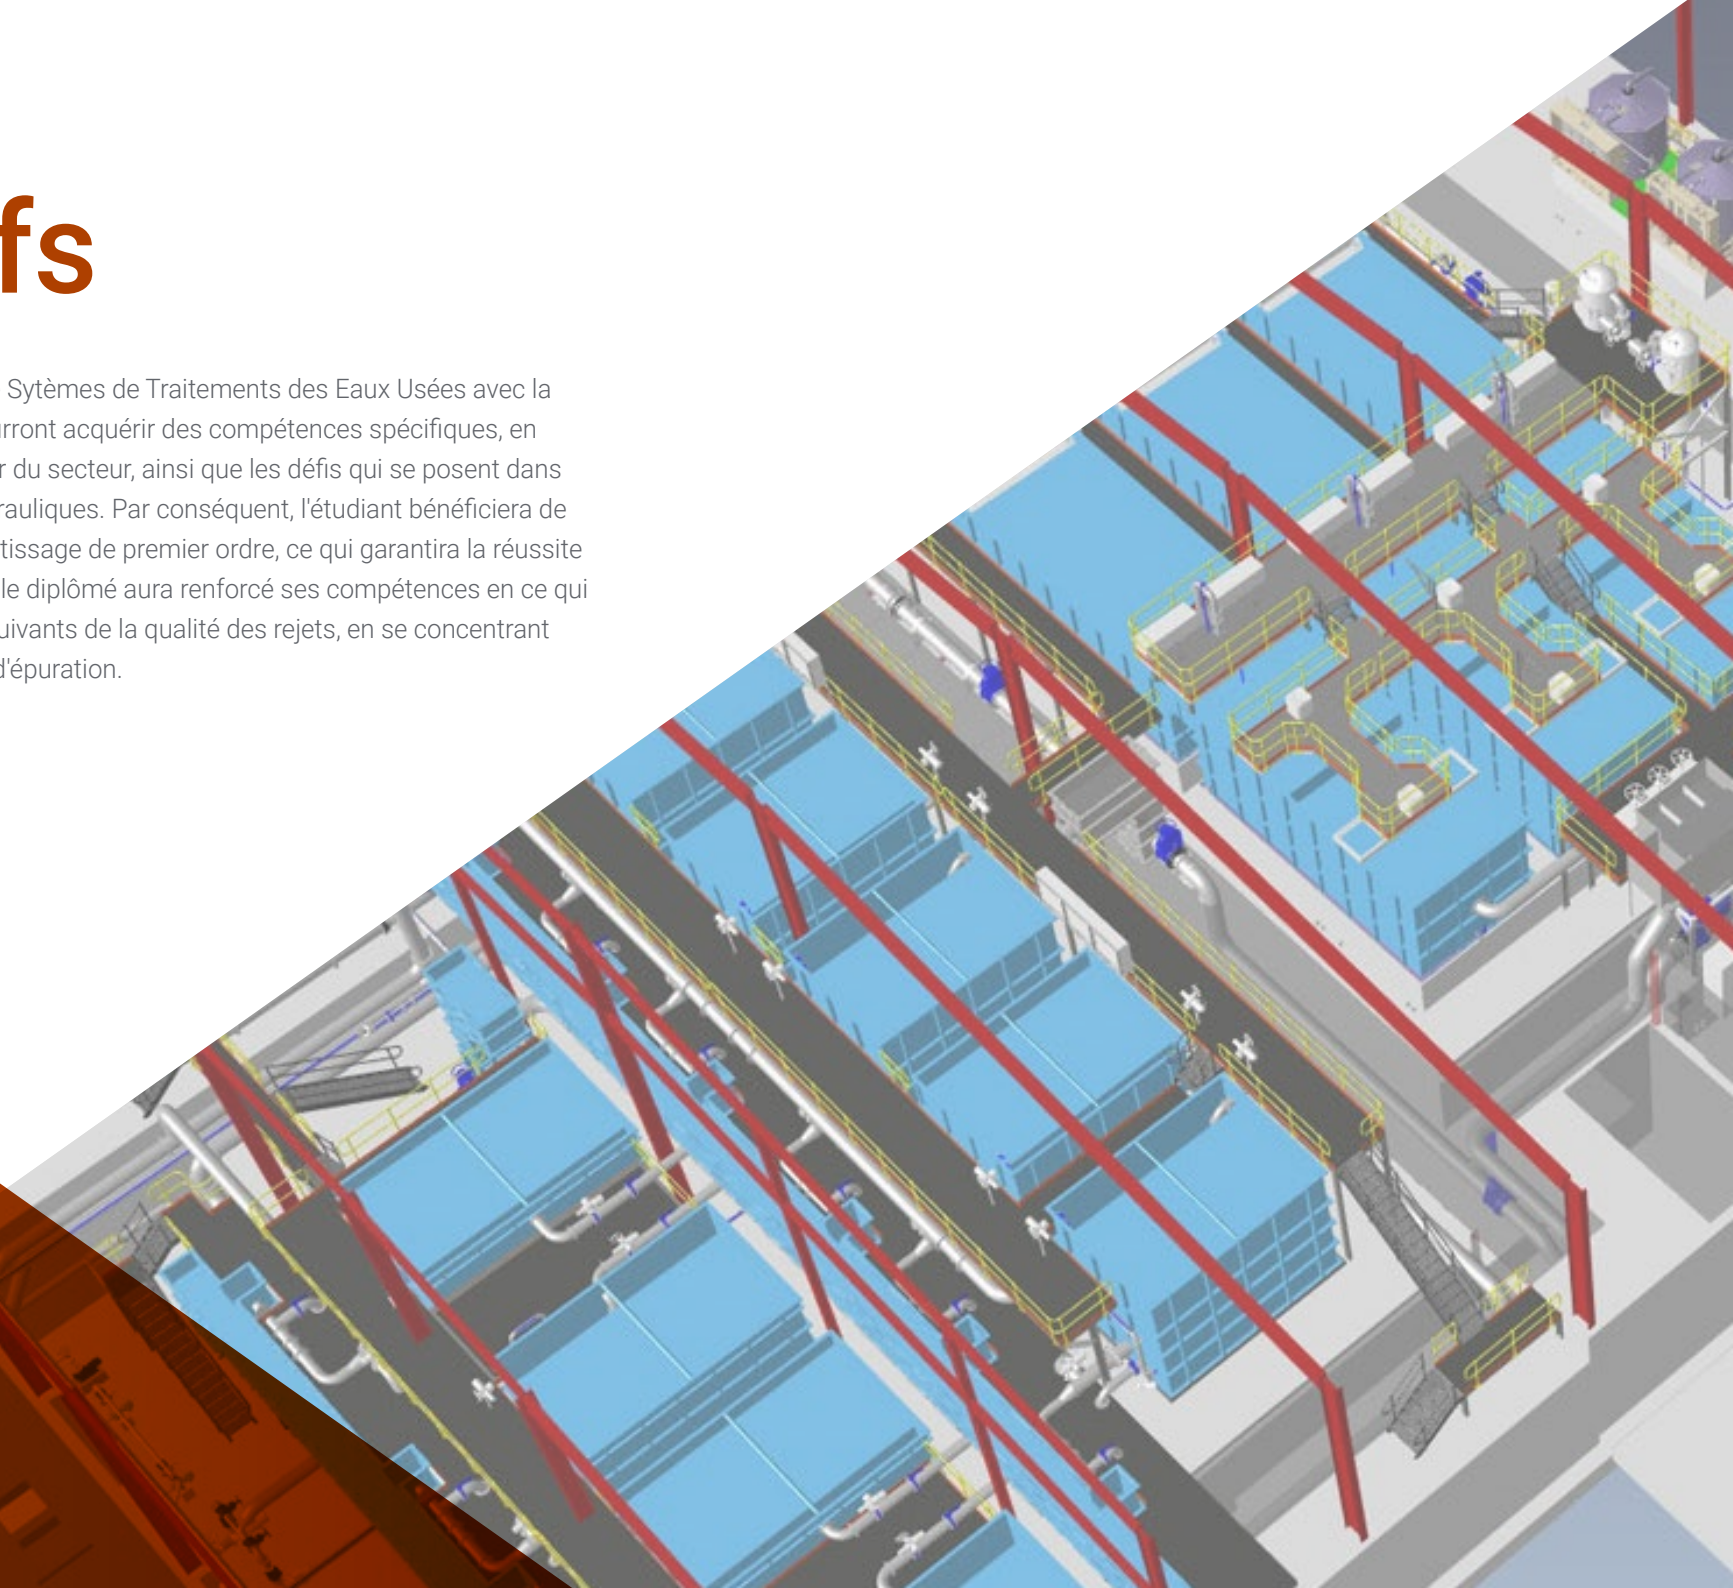 fs
Sytèmes de Traitements des Eaux Usées avec la
rront acquérir des compétences spécifiques, en
r du secteur, ainsi que les défis qui se posent dans
rauliques. Par conséquent, l'étudiant bénéficiera de
tissage de premier ordre, ce qui garantira la réussite
le diplômé aura renforcé ses compétences en ce qui
uivants de la qualité des rejets, en se concentrant
d'épuration.